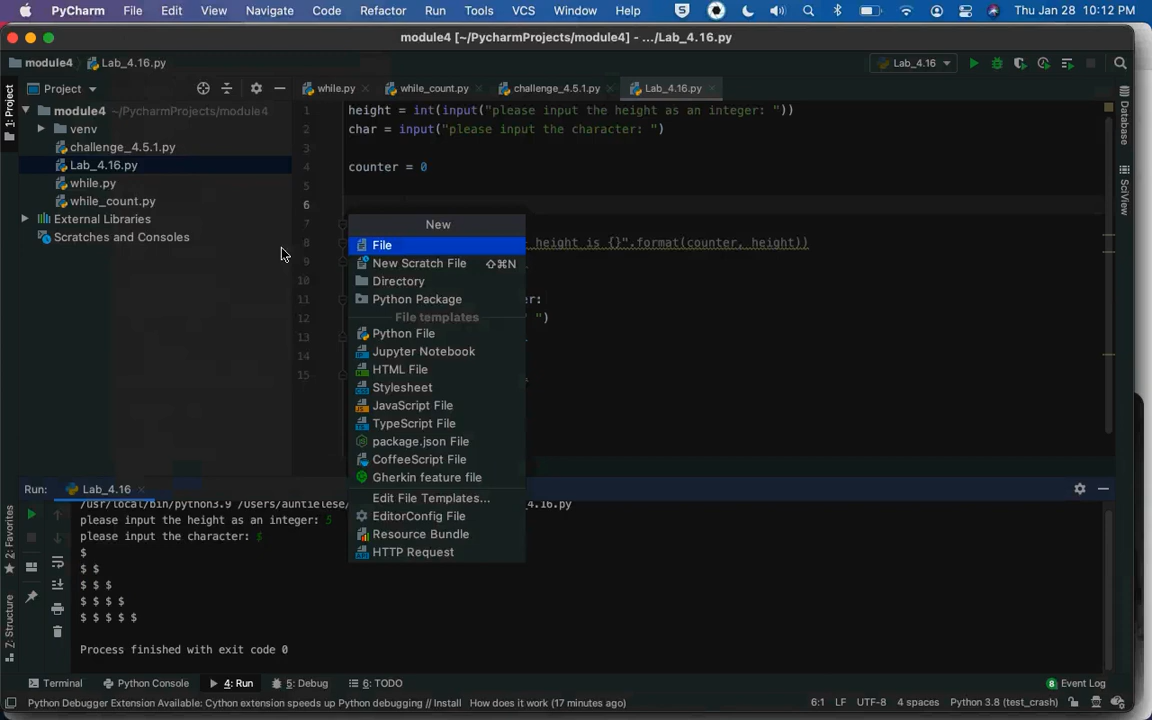 PyCharm File Edit View Navigate Code Refactor Run Tools VCS Window Help Thu Jan 28 10:12 PM
module4 [~/PycharmProjects/module4] - .../Lab_4.16.py
module4 Lab_4.16.py Lab_4.16
1: Project
Project
while.py while_count.py challenge_4.5.1.py Lab_4.16.py
module4 ~/PycharmProjects/module4
venv
challenge_4.5.1.py
Lab_4.16.py
while.py
while_count.py
External Libraries
Scratches and Consoles
1 height = int(input("please input the height as an integer: "))
2 char = input("please input the character: ")
3
4 counter = 0
5
6
7
8 height is {}".format(counter, height))
9
10
11 er:
12 " ")
13
14
15
New
File
New Scratch File ⇧⌘N
Directory
Python Package
File templates
Python File
Jupyter Notebook
HTML File
Stylesheet
JavaScript File
TypeScript File
package.json File
CoffeeScript File
Gherkin feature file
Edit File Templates...
EditorConfig File
Resource Bundle
HTTP Request
Database
SciView
Run: Lab_4.16
/usr/local/bin/python3.9 /Users/auntielese/ _4.16.py
please input the height as an integer: 5
please input the character: $
$
$ $
$ $ $
$ $ $ $
$ $ $ $ $
Process finished with exit code 0
2: Favorites
Z: Structure
Terminal Python Console 4: Run 5: Debug 6: TODO 8 Event Log
Python Debugger Extension Available: Cython extension speeds up Python debugging // Install How does it work (17 minutes ago) 6:1 LF UTF-8 4 spaces Python 3.8 (test_crash)